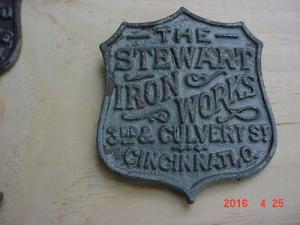 THE
STEWART
IRON
WORKS
3RD & CULVERT ST.
CINCINNATI, O.
2016 4 25